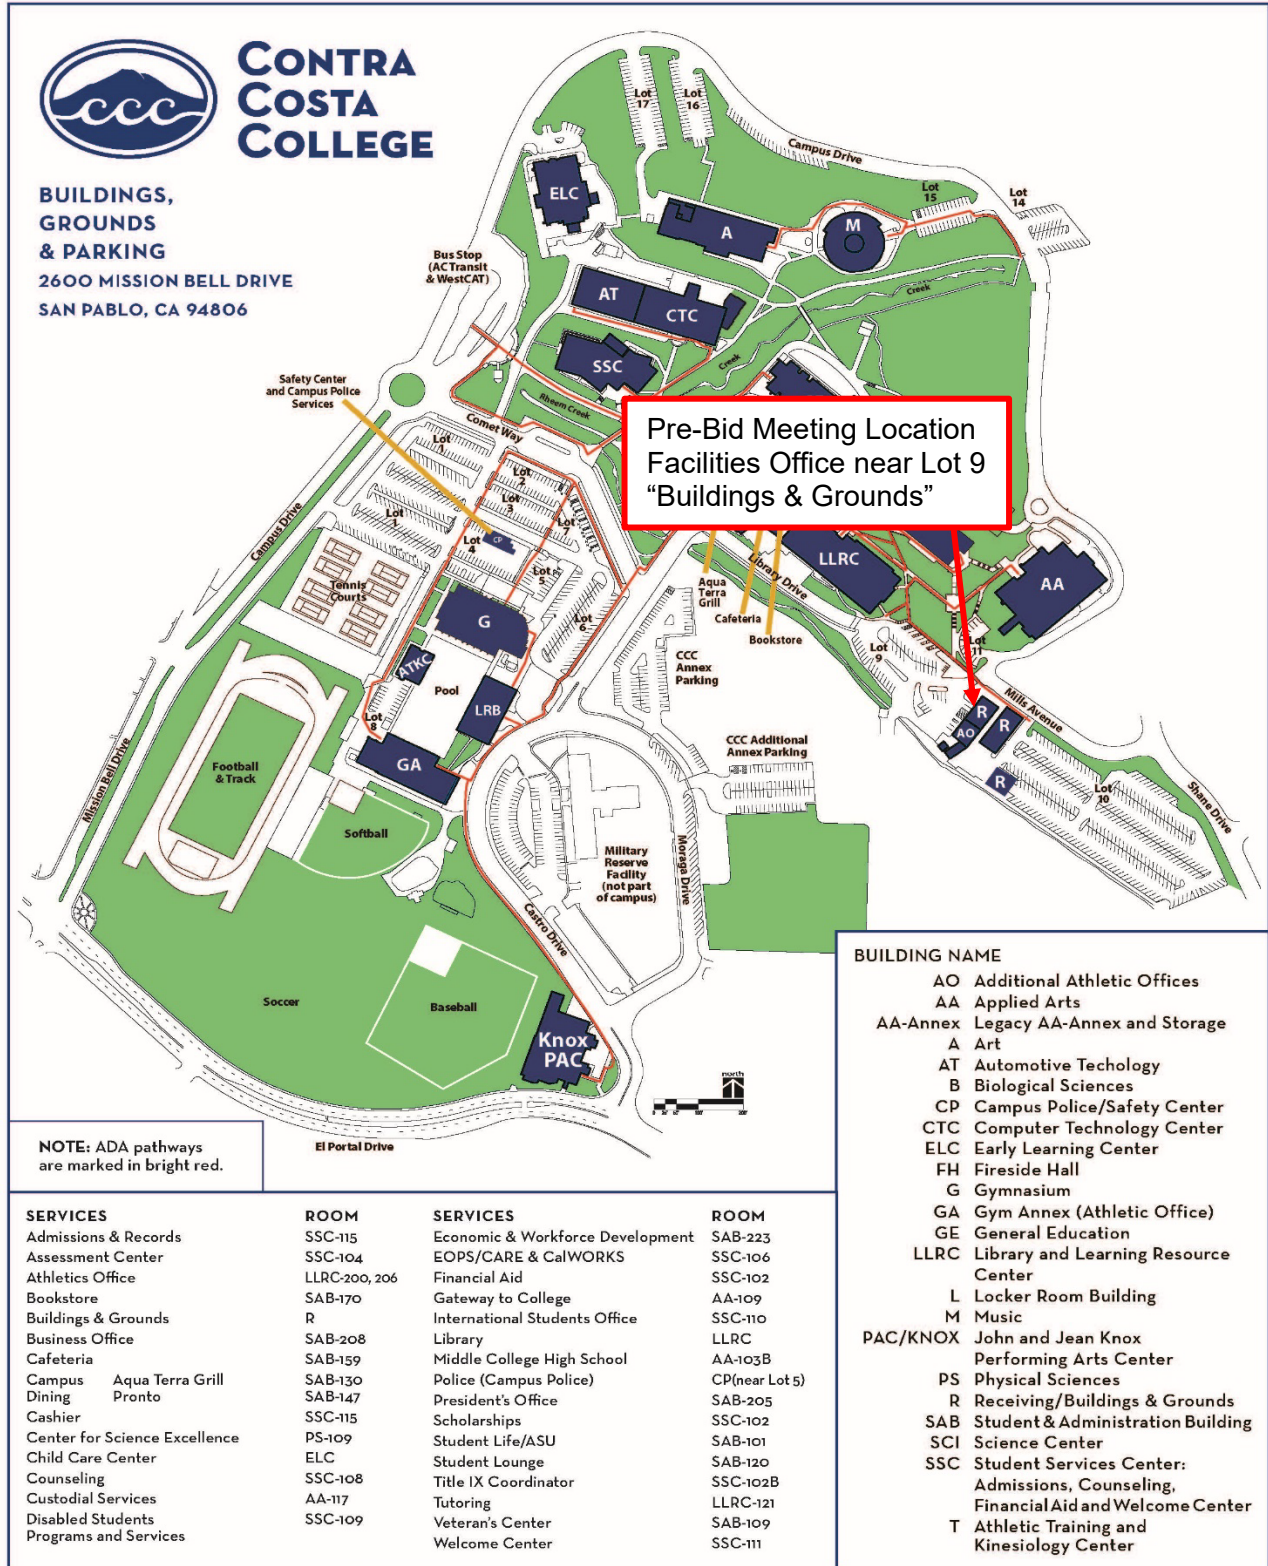 CONTRA
COSTA
COLLEGE
ccc
BUILDINGS,
GROUNDS
& PARKING
2600 MISSION BELL DRIVE
SAN PABLO, CA 94806
Lot
17
Lot
16
Campus Drive
Lot
15
Lot
14
ELC
A
M
Bus Stop
(AC Transit
& WestCAT)
AT
CTC
Creek
SSC
Creek
Rheem Creek
Safety Center
and Campus Police
Services
Comet Way
Pre-Bid Meeting Location
Facilities Office near Lot 9
“Buildings & Grounds”
Lot
1
Lot
2
Lot
3
Lot
7
Lot
1
Lot
4
CP
Lot
5
Campus Drive
Tennis
Courts
G
Lot
6
Library Drive
LLRC
AA
Aqua
Terra
Grill
Cafeteria
Bookstore
CCC
Annex
Parking
Lot
9
Lot
11
Mills Avenue
ATKC
Pool
LRB
Lot
8
GA
R
AO
R
R
CCC Additional
Annex Parking
Lot
10
Shane Drive
Mission Bell Drive
Football
& Track
Softball
Military
Reserve
Facility
(not part
of campus)
Moraga Drive
Castro Drive
Soccer
Baseball
Knox
PAC
north
El Portal Drive
NOTE: ADA pathways
are marked in bright red.
BUILDING NAME
AO Additional Athletic Offices
AA Applied Arts
AA-Annex Legacy AA-Annex and Storage
A Art
AT Automotive Techology
B Biological Sciences
CP Campus Police/Safety Center
CTC Computer Technology Center
ELC Early Learning Center
FH Fireside Hall
G Gymnasium
GA Gym Annex (Athletic Office)
GE General Education
LLRC Library and Learning Resource
Center
L Locker Room Building
M Music
PAC/KNOX John and Jean Knox
Performing Arts Center
PS Physical Sciences
R Receiving/Buildings & Grounds
SAB Student & Administration Building
SCI Science Center
SSC Student Services Center:
Admissions, Counseling,
Financial Aid and Welcome Center
T Athletic Training and
Kinesiology Center
SERVICES ROOM
Admissions & Records SSC-115
Assessment Center SSC-104
Athletics Office LLRC-200, 206
Bookstore SAB-170
Buildings & Grounds R
Business Office SAB-208
Cafeteria SAB-159
Campus Aqua Terra Grill SAB-130
Dining Pronto SAB-147
Cashier SSC-115
Center for Science Excellence PS-109
Child Care Center ELC
Counseling SSC-108
Custodial Services AA-117
Disabled Students SSC-109
Programs and Services
SERVICES ROOM
Economic & Workforce Development SAB-223
EOPS/CARE & CalWORKS SSC-106
Financial Aid SSC-102
Gateway to College AA-109
International Students Office SSC-110
Library LLRC
Middle College High School AA-103B
Police (Campus Police) CP(near Lot 5)
President's Office SAB-205
Scholarships SSC-102
Student Life/ASU SAB-101
Student Lounge SAB-120
Title IX Coordinator SSC-102B
Tutoring LLRC-121
Veteran's Center SAB-109
Welcome Center SSC-111